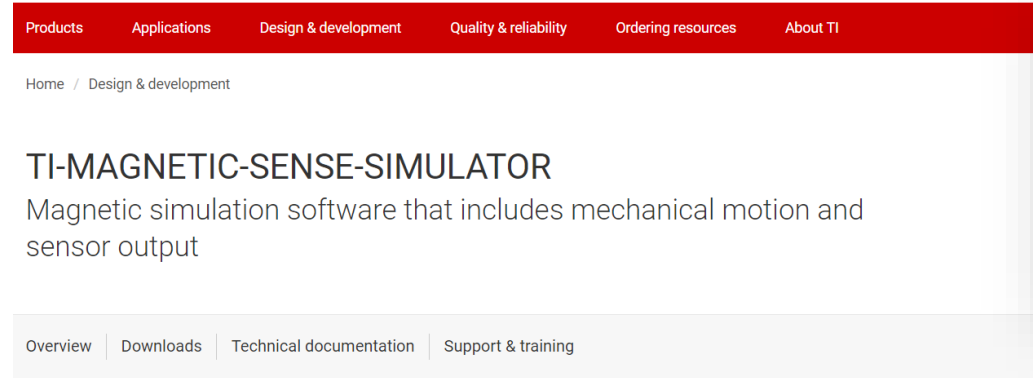 Products Applications Design & development Quality & reliability Ordering resources About TI
Home / Design & development
TI-MAGNETIC-SENSE-SIMULATOR
Magnetic simulation software that includes mechanical motion and
sensor output
Overview Downloads Technical documentation Support & training